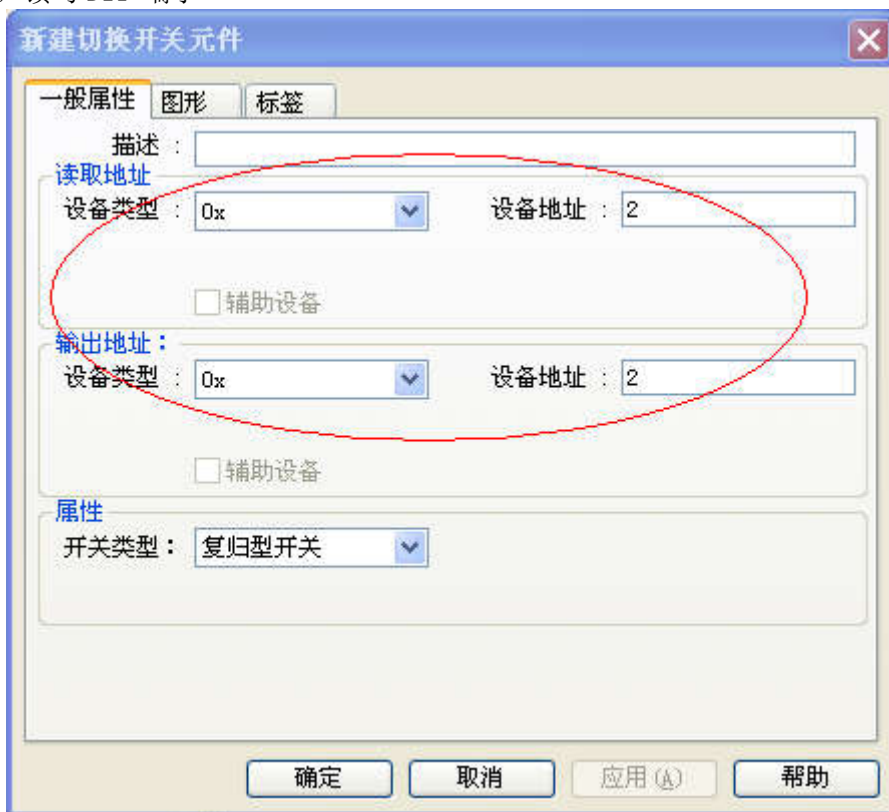 新建切换开关元件
一般属性 图形 标签
描述 :
读取地址
设备类型 : 0x 设备地址 : 2
辅助设备
输出地址：
设备类型 : 0x 设备地址 : 2
辅助设备
属性
开关类型： 复归型开关
确定 取消 应用(A) 帮助